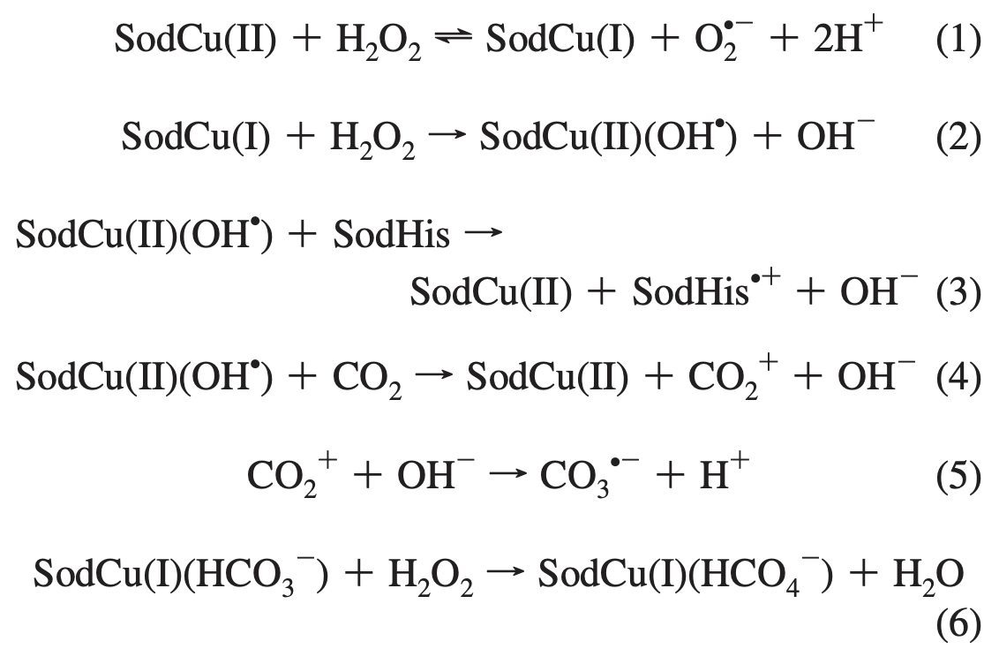 SodCu(II) + H₂O₂ ⇌ SodCu(I) + O₂•⁻ + 2H⁺ (1)
SodCu(I) + H₂O₂ → SodCu(II)(OH•) + OH⁻ (2)
SodCu(II)(OH•) + SodHis →
SodCu(II) + SodHis•⁺ + OH⁻ (3)
SodCu(II)(OH•) + CO₂ → SodCu(II) + CO₂⁺ + OH⁻ (4)
CO₂⁺ + OH⁻ → CO₃•⁻ + H⁺ (5)
SodCu(I)(HCO₃⁻) + H₂O₂ → SodCu(I)(HCO₄⁻) + H₂O
(6)